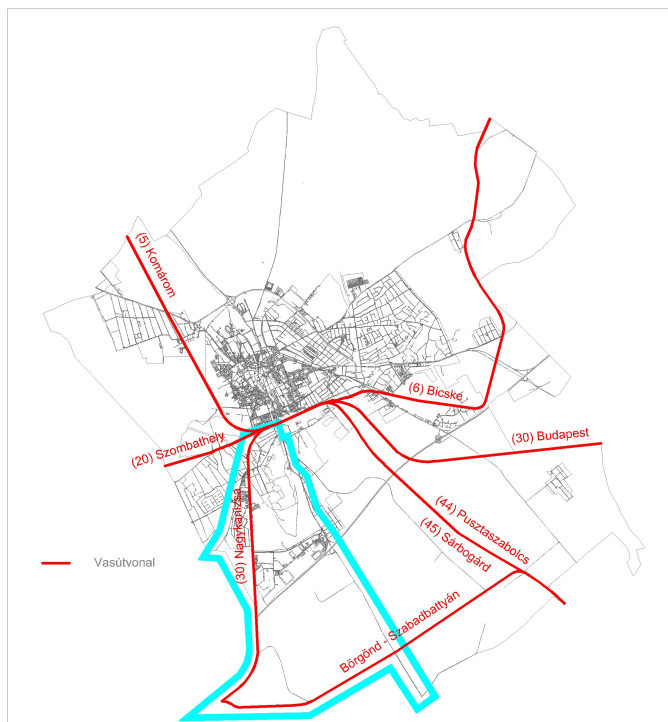 (5) Komárom
(6) Bicske
(30) Budapest
(20) Szombathely
(30) Nagykanizsa
(44) Pusztaszabolcs
(45) Sárbogárd
Vasútvonal
Börgönd - Szabadbattyán